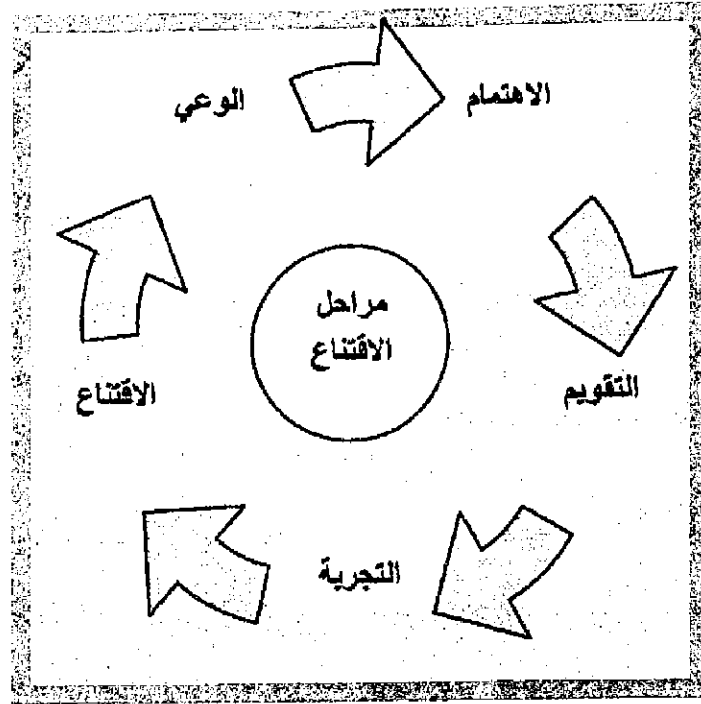 الوعي
الاهتمام
التقويم
التجربة
الاقتناع
مراحل
الاقتناع